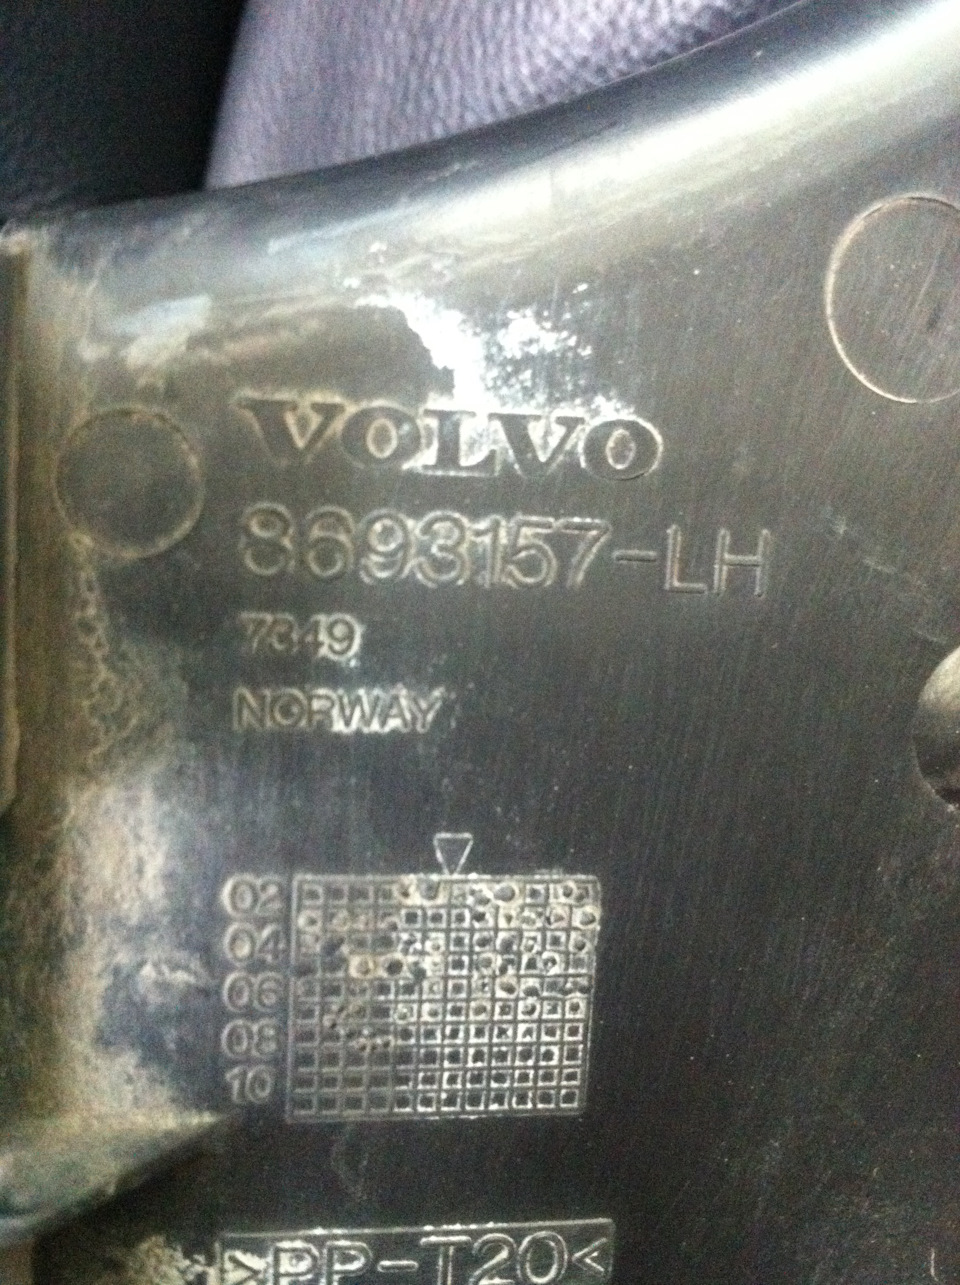 VOLVO
8693157-LH
7349
NORWAY
02
04
06
08
10
>PP-T20<